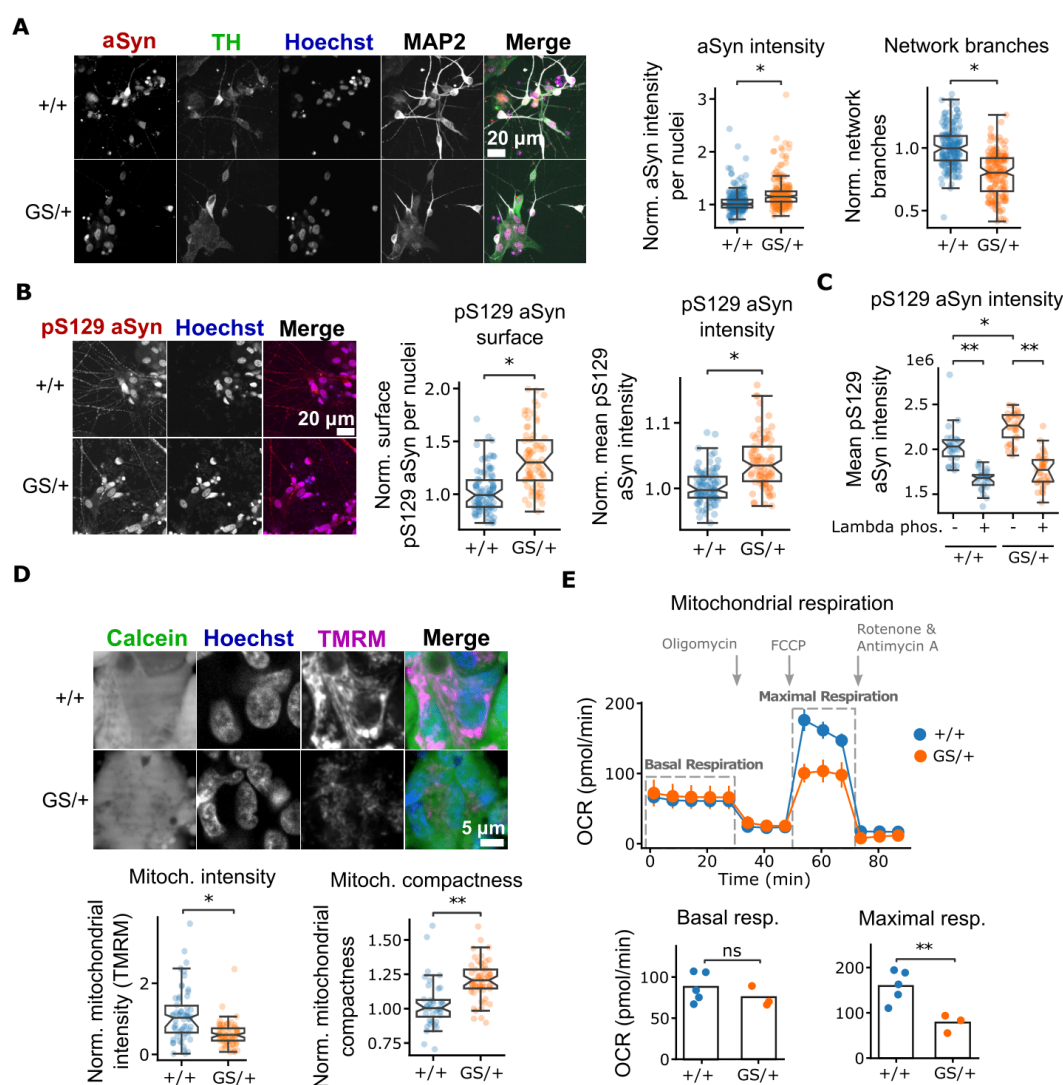 A
aSyn TH Hoechst MAP2 Merge
+/+
GS/+
20 µm
aSyn intensity
*
Norm. aSyn intensity
per nuclei
3
2
1
+/+ GS/+
Network branches
*
Norm. network
branches
1.0
0.5
+/+ GS/+
B
pS129 aSyn Hoechst Merge
+/+
GS/+
20 µm
pS129 aSyn
surface
*
Norm. surface
pS129 aSyn per nuclei
2.0
1.5
1.0
+/+ GS/+
pS129 aSyn
intensity
*
Norm. mean pS129
aSyn intensity
1.1
1.0
+/+ GS/+
C
pS129 aSyn intensity
*
** **
1e6
Mean pS129
aSyn intensity
2.5
2.0
1.5
Lambda phos. - + - +
+/+ GS/+
D
Calcein Hoechst TMRM Merge
+/+
GS/+
5 µm
Mitoch. intensity
*
Norm. mitochondrial
intensity (TMRM)
2
0
+/+ GS/+
Mitoch. compactness
**
Norm. mitochondrial
compactness
1.50
1.25
1.00
0.75
+/+ GS/+
E
Mitochondrial respiration
Oligomycin
FCCP
Rotenone &
Antimycin A
Maximal Respiration
Basal Respiration
+/+
GS/+
OCR (pmol/min)
200
100
0
0 20 40 60 80
Time (min)
Basal resp.
ns
OCR (pmol/min)
100
50
0
+/+ GS/+
Maximal resp.
**
200
100
0
+/+ GS/+